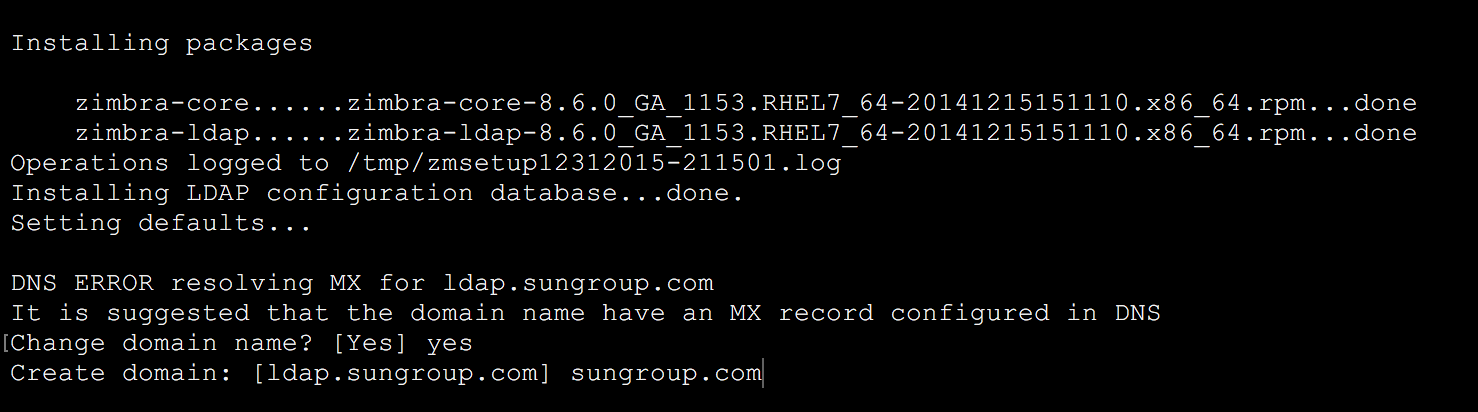 Installing packages
zimbra-core......zimbra-core-8.6.0_GA_1153.RHEL7_64-20141215151110.x86_64.rpm...done
zimbra-ldap......zimbra-ldap-8.6.0_GA_1153.RHEL7_64-20141215151110.x86_64.rpm...done
Operations logged to /tmp/zmsetup12312015-211501.log
Installing LDAP configuration database...done.
Setting defaults...
DNS ERROR resolving MX for ldap.sungroup.com
It is suggested that the domain name have an MX record configured in DNS
Change domain name? [Yes] yes
Create domain: [ldap.sungroup.com] sungroup.com